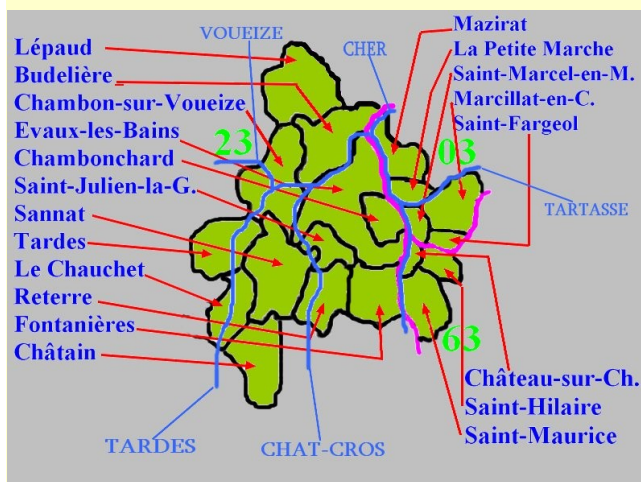 VOUEIZE
CHER
Mazirat
La Petite Marche
Saint-Marcel-en-M.
Marcillat-en-C.
Saint-Fargeol
Lépaud
Budelière
Chambon-sur-Voueize
Evaux-les-Bains
Chambonchard
Saint-Julien-la-G.
Sannat
Tardes
Le Chauchet
Reterre
Fontanières
Châtain
23
03
63
TARTASSE
Château-sur-Ch.
Saint-Hilaire
Saint-Maurice
TARDES
CHAT-CROS